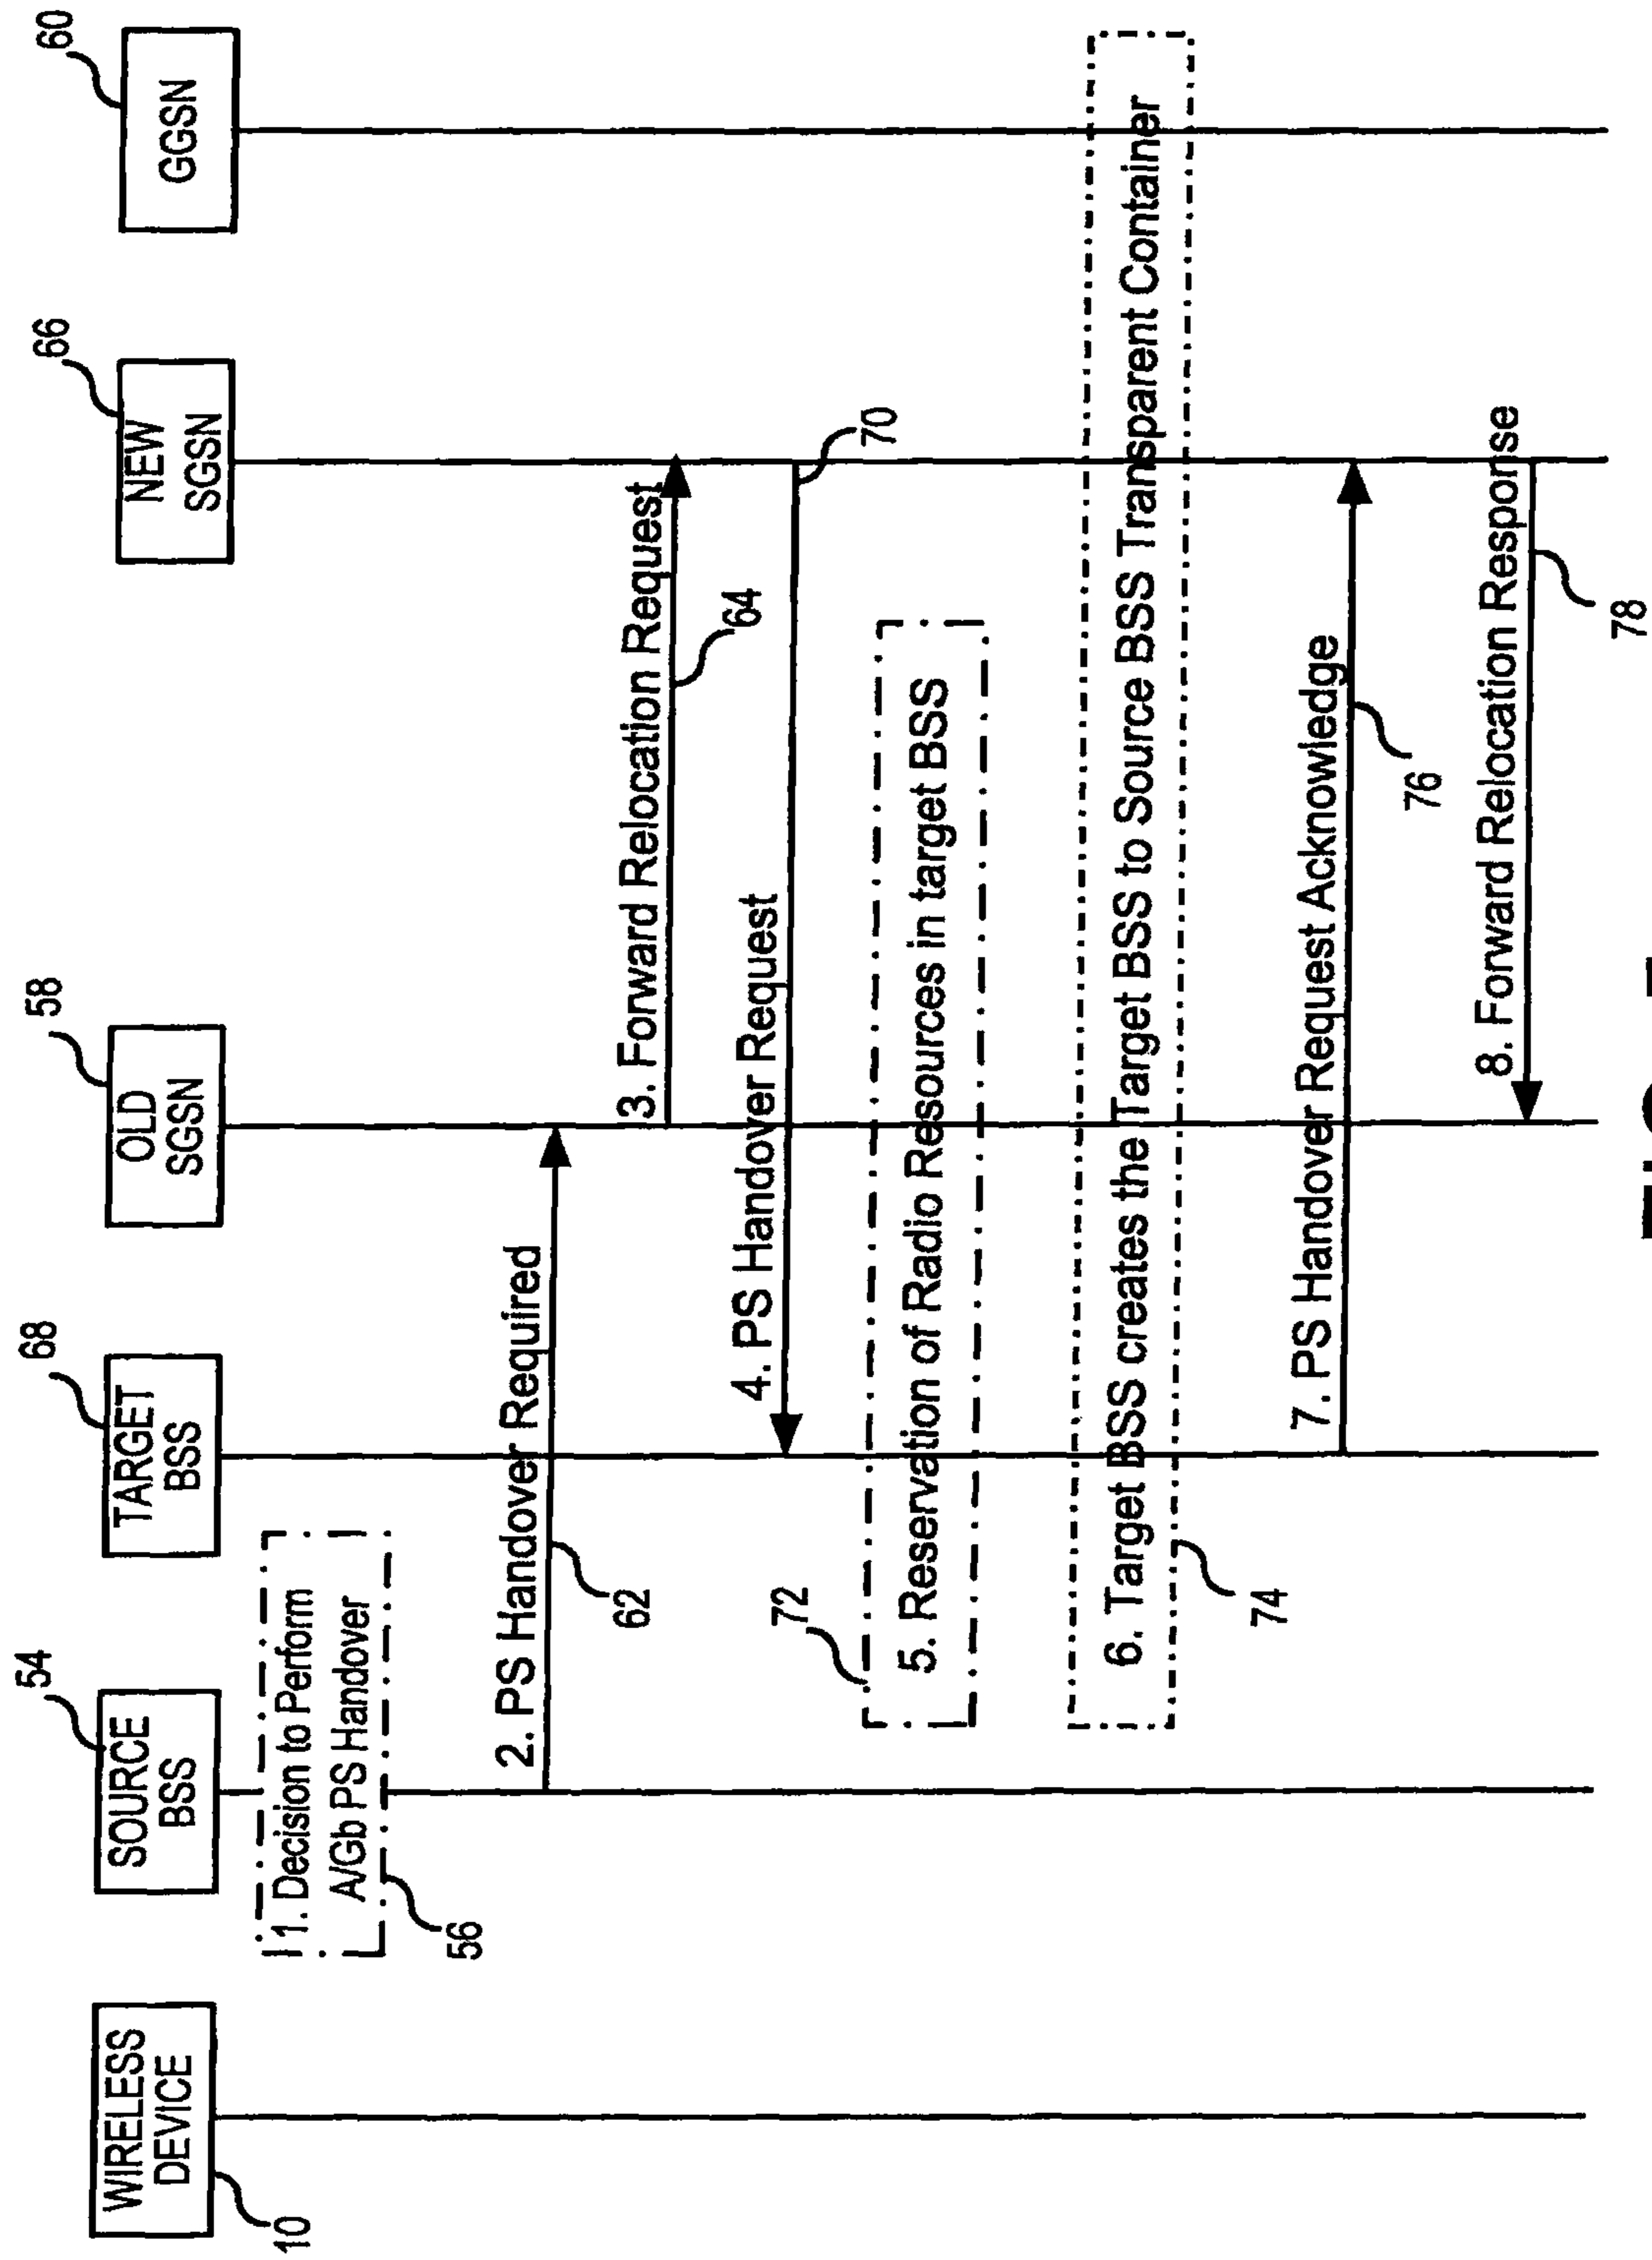 WIRELESS
DEVICE
10
SOURCE
BSS
54
TARGET
BSS
68
OLD
SGSN
58
NEW
SGSN
66
GGSN
60
1. Decision to Perform
A/Gb PS Handover
56
2. PS Handover Required
62
3. Forward Relocation Request
64
4. PS Handover Request
70
72
5. Reservation of Radio Resources in target BSS
6. Target BSS creates the Target BSS to Source BSS Transparent Container
74
7. PS Handover Request Acknowledge
76
8. Forward Relocation Response
78